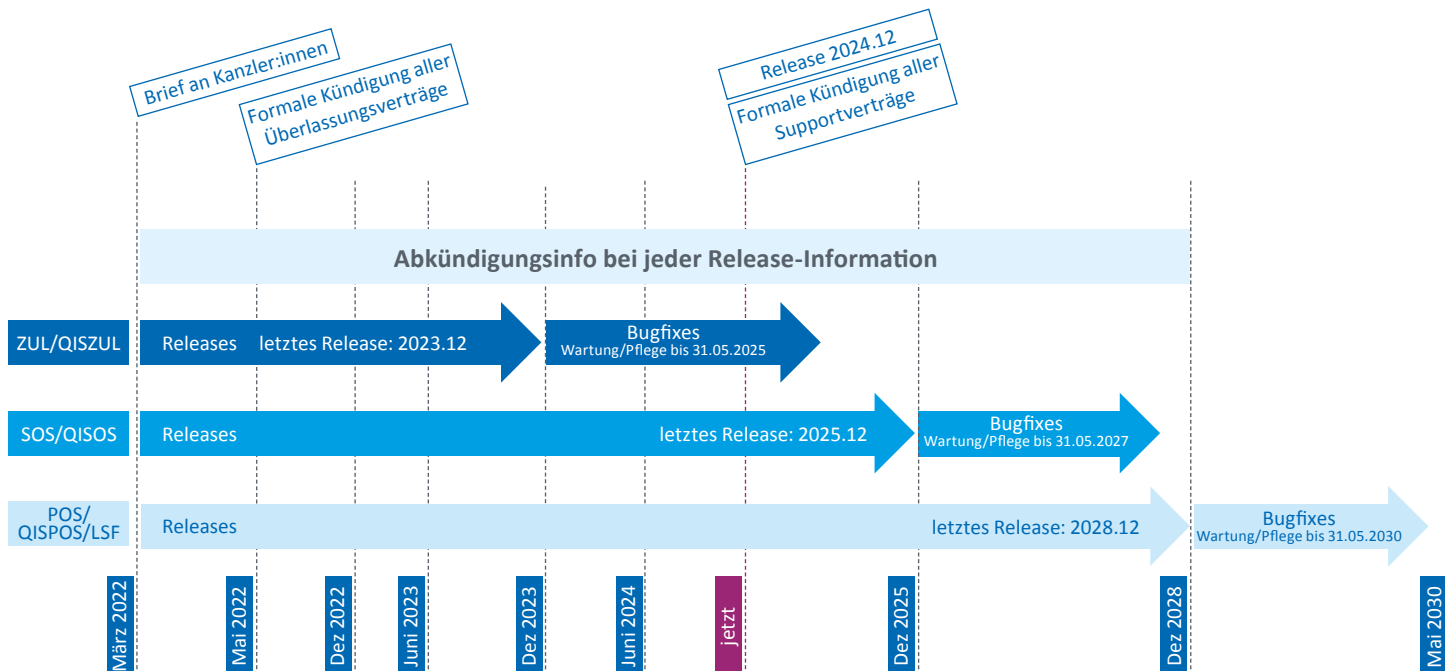 Brief an Kanzler:innen
Formale Kündigung aller
Überlassungsverträge
Release 2024.12
Formale Kündigung aller
Supportverträge
Abkündigungsinfo bei jeder Release-Information
ZUL/QISZUL
Releases letztes Release: 2023.12
Bugfixes
Wartung/Pflege bis 31.05.2025
SOS/QISOS
Releases
letztes Release: 2025.12
Bugfixes
Wartung/Pflege bis 31.05.2027
POS/
QISPOS/LSF
Releases
letztes Release: 2028.12
Bugfixes
Wartung/Pflege bis 31.05.2030
März 2022
Mai 2022
Dez 2022
Juni 2023
Dez 2023
Juni 2024
jetzt
Dez 2025
Dez 2028
Mai 2030